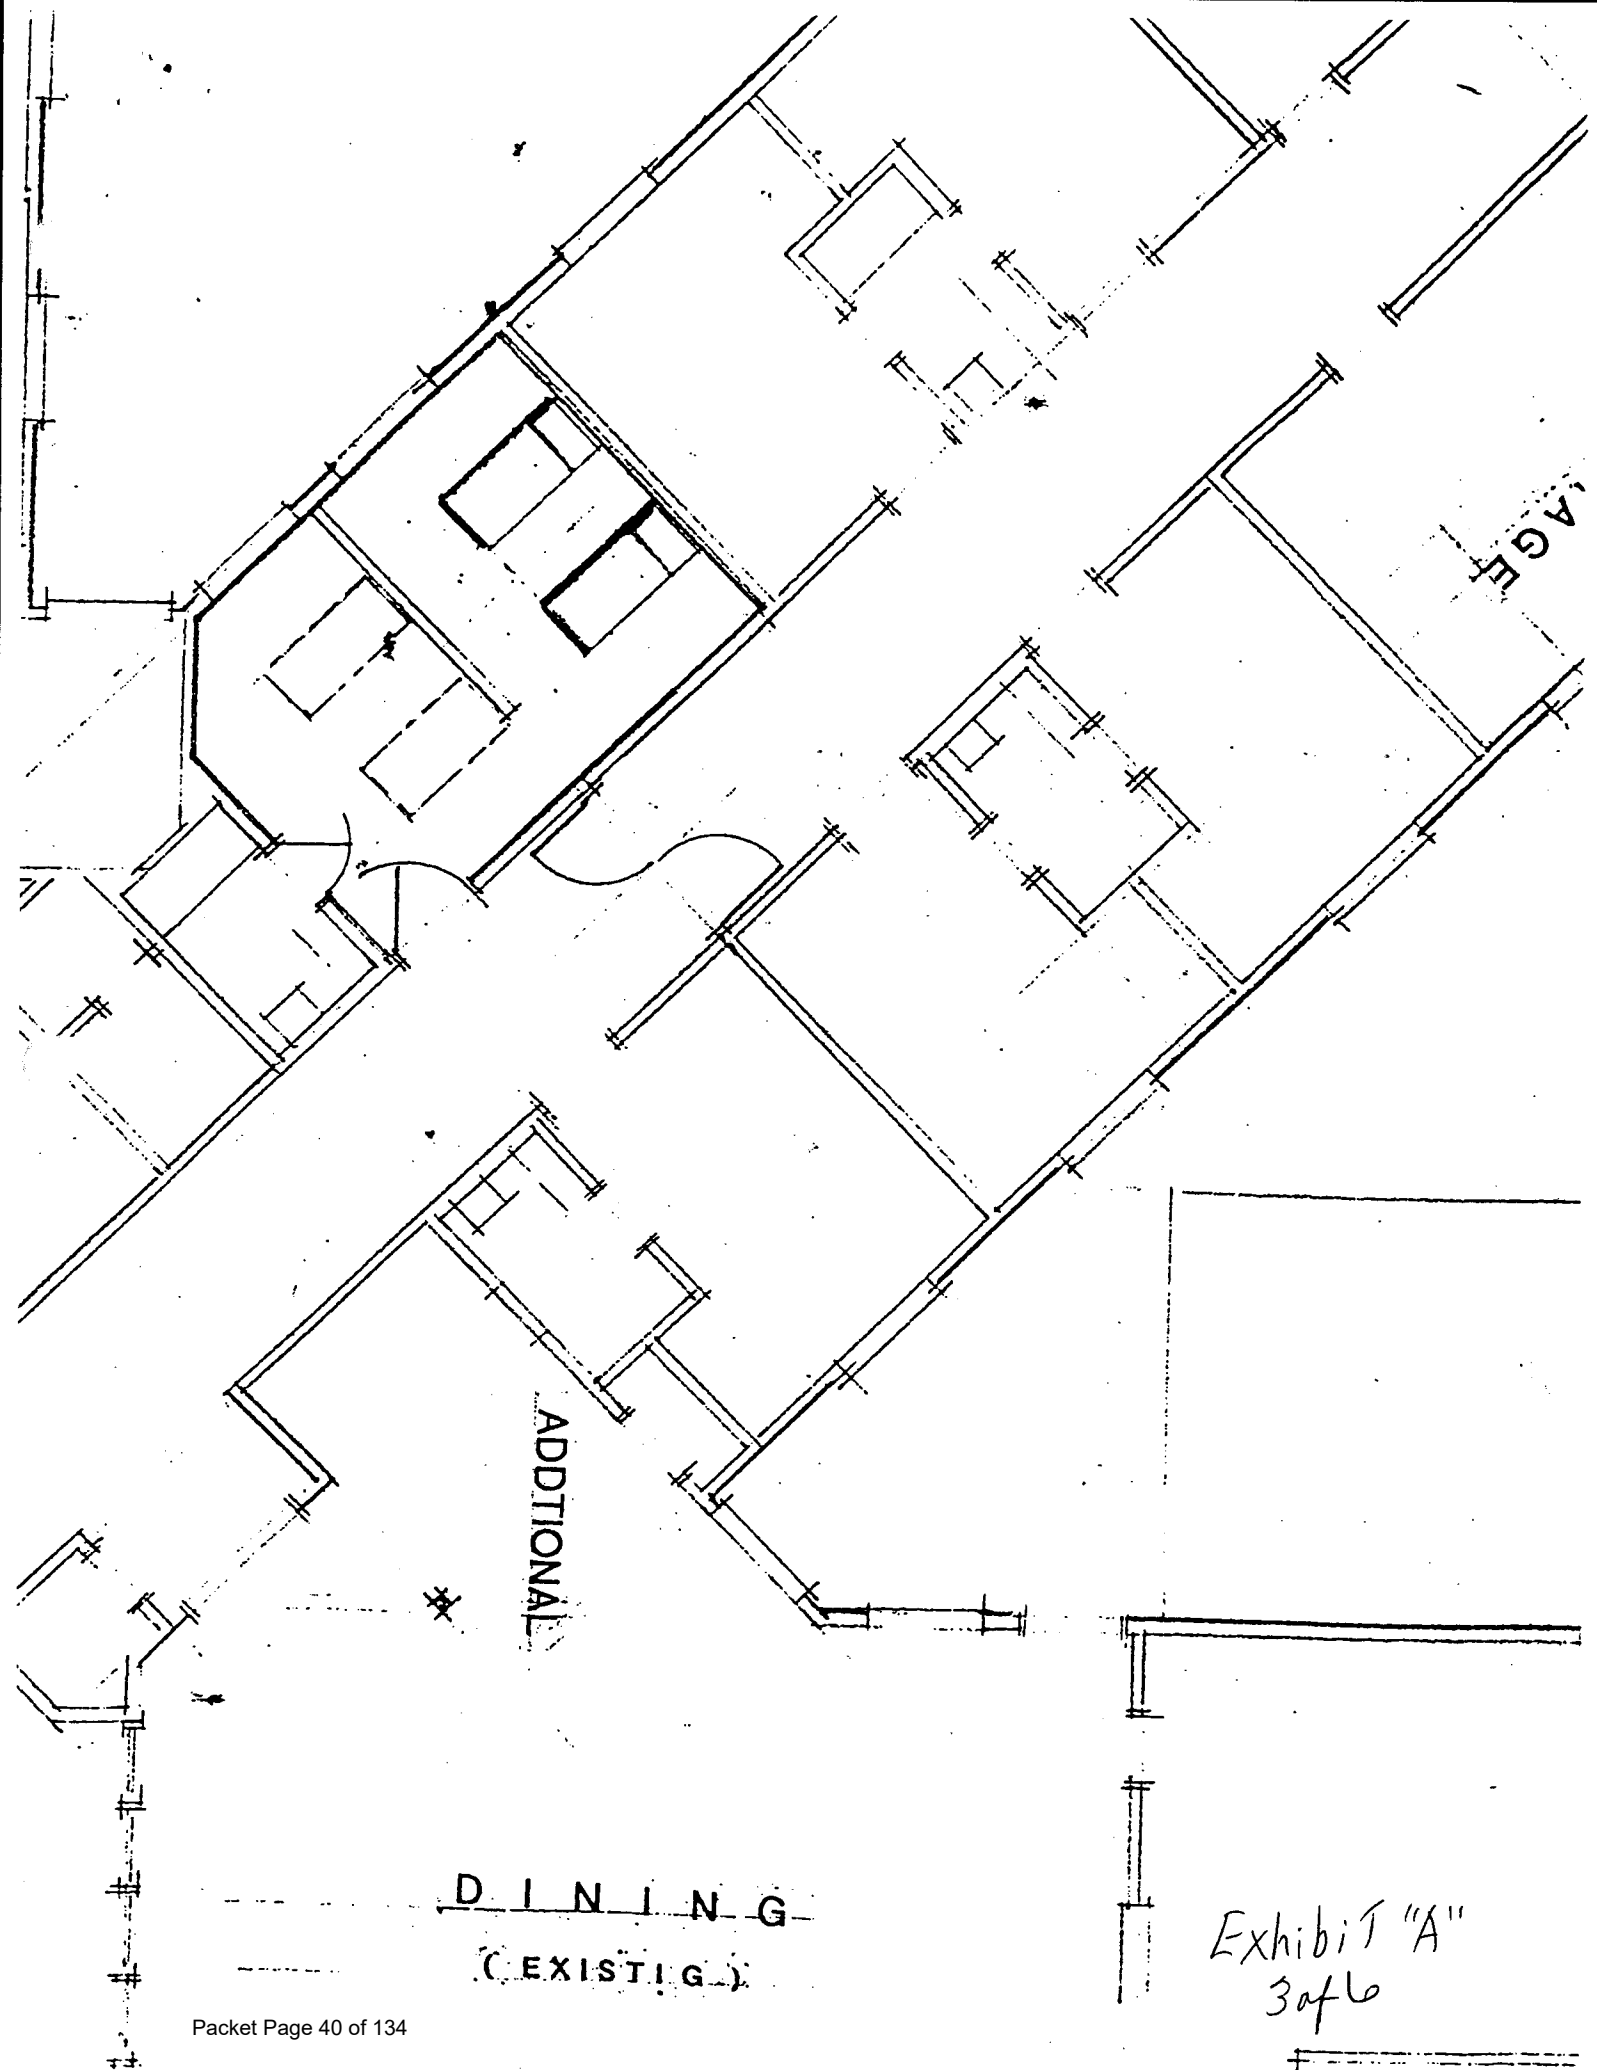 AGE
ADDTIONAL
DINING
(EXISTIG)
Exhibit "A"
3 of 6
Packet Page 40 of 134